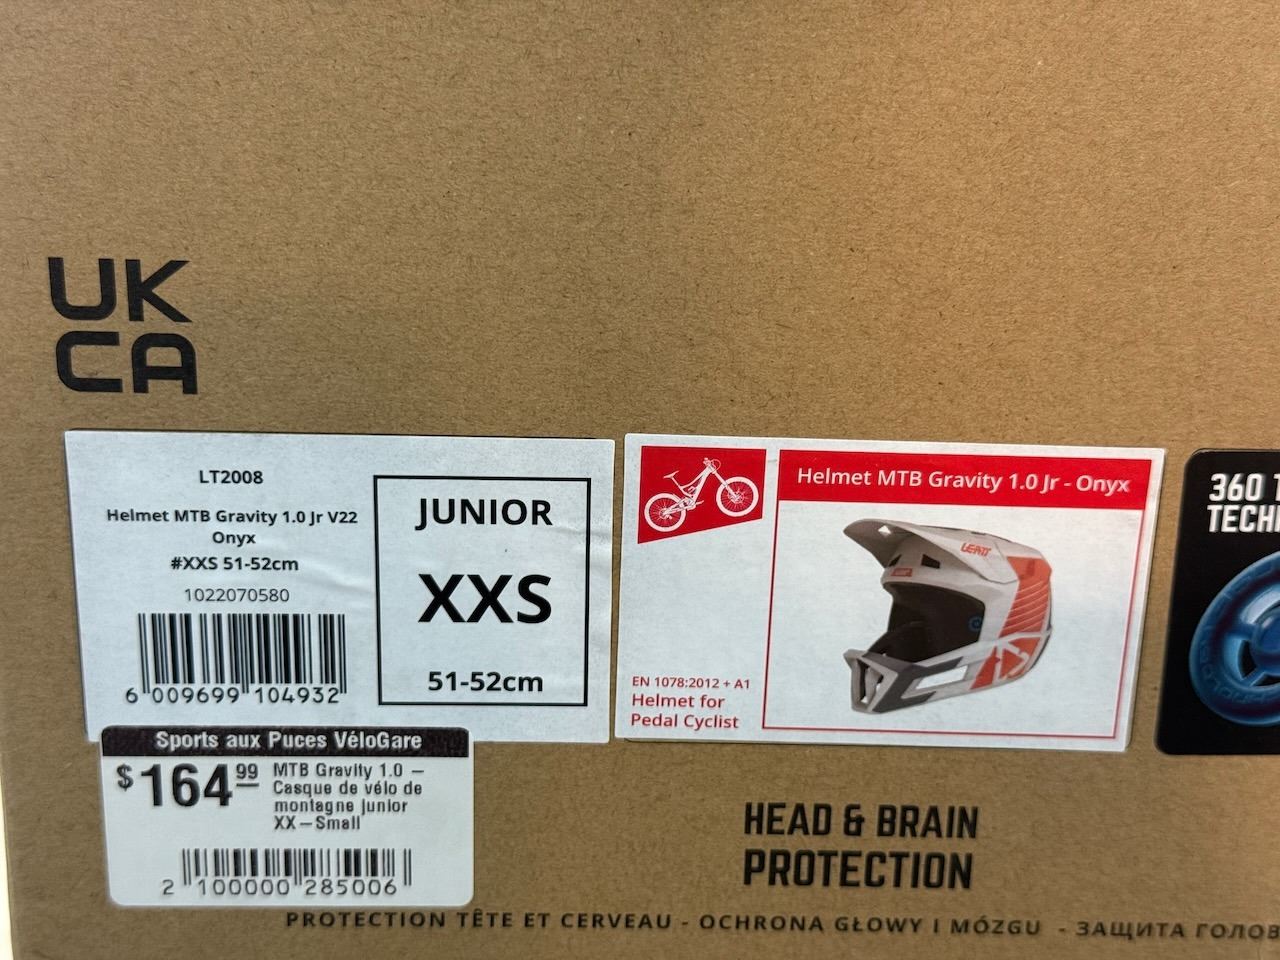 UK
CA
LT2008
Helmet MTB Gravity 1.0 Jr V22
Onyx
#XXS 51-52cm
1022070580
6 009699 104932
JUNIOR
XXS
51-52cm
Helmet MTB Gravity 1.0 Jr - Onyx
LEATT
EN 1078:2012 + A1
Helmet for
Pedal Cyclist
360
Sports aux Puces VéloGare
$164.99
MTB Gravity 1.0 –
Casque de vélo de
montagne junior
XX – Small
2 100000 285006
HEAD & BRAIN
PROTECTION
PROTECTION TÊTE ET CERVEAU - OCHRONA GŁOWY I MÓZGU - ЗАЩИТА ГОЛОВ